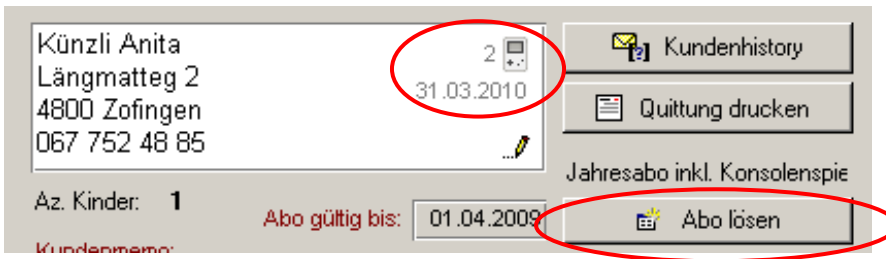 Künzli Anita
2
Kundenhistory
Längmatteg 2
31.03.2010
4800 Zofingen
Quittung drucken
067 752 48 85
Jahresabo inkl. Konsolenspie
Az. Kinder: 1
Abo gültig bis: 01.04.2009
Abo lösen
Kundenmemo: